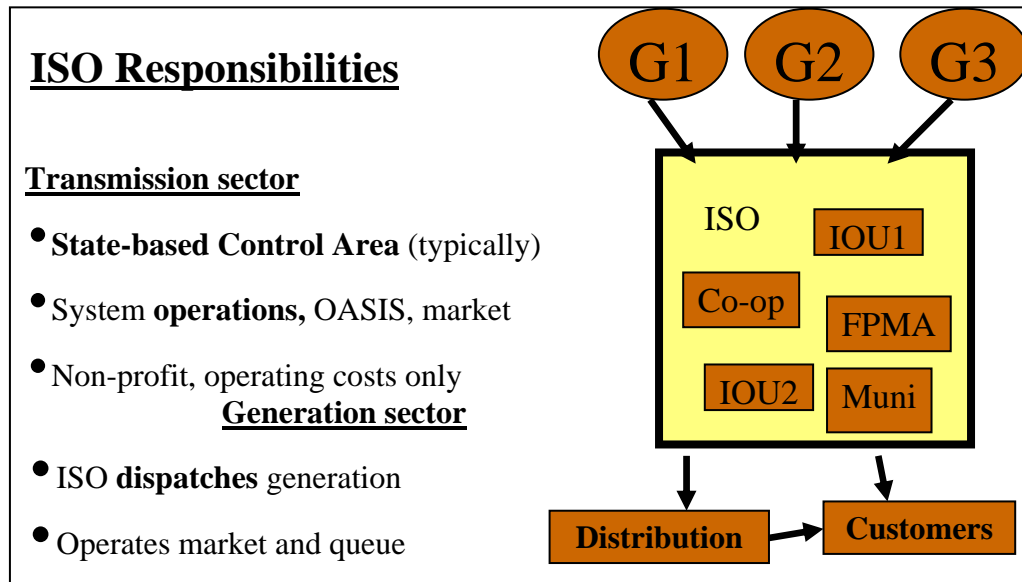 ISO Responsibilities
Transmission sector
• State-based Control Area (typically)
• System operations, OASIS, market
• Non-profit, operating costs only
Generation sector
• ISO dispatches generation
• Operates market and queue
G1 G2 G3
ISO
IOU1
Co-op
FPMA
IOU2
Muni
Distribution
Customers